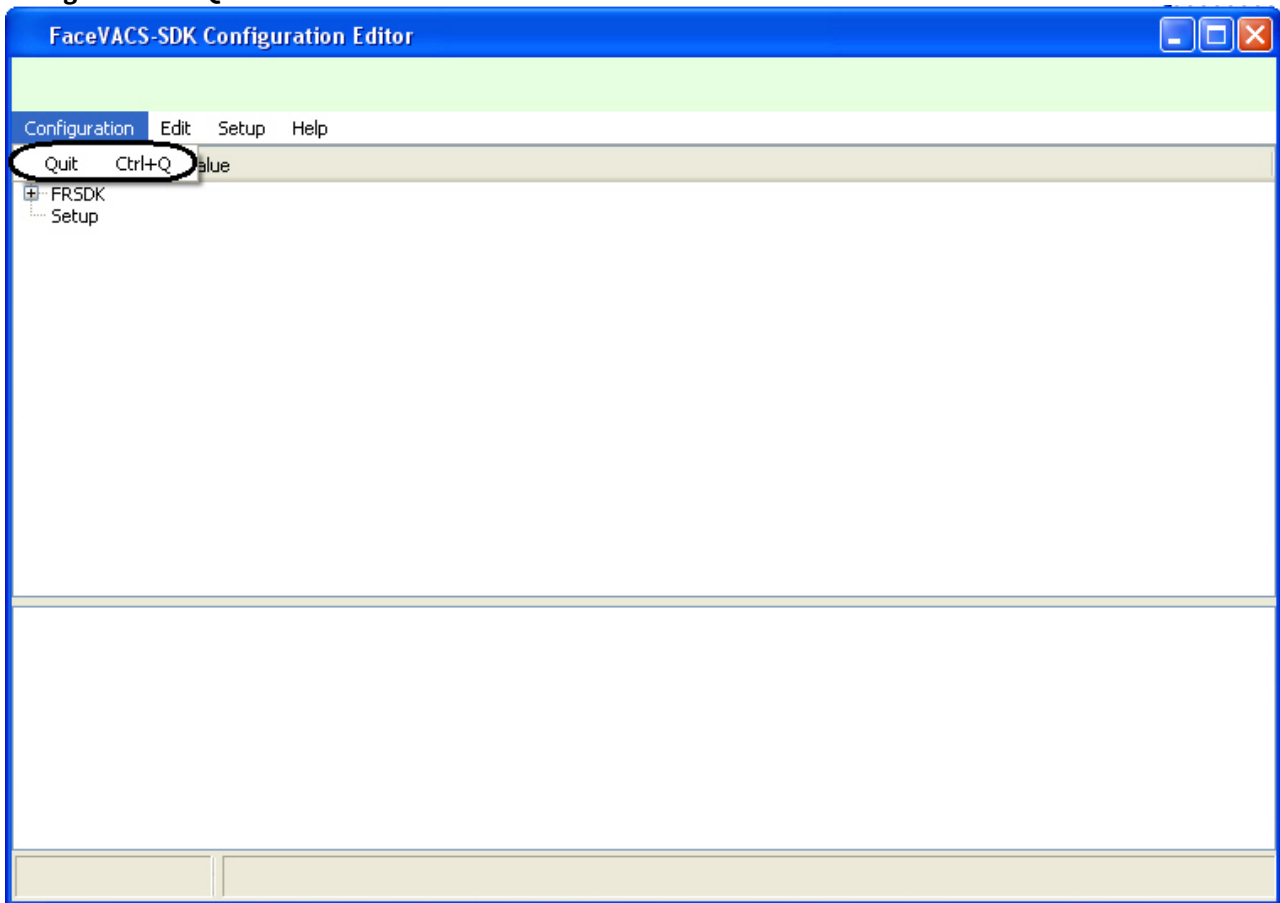 FaceVACS-SDK Configuration Editor
Configuration Edit Setup Help
Quit Ctrl+Q alue
FRSDK
Setup